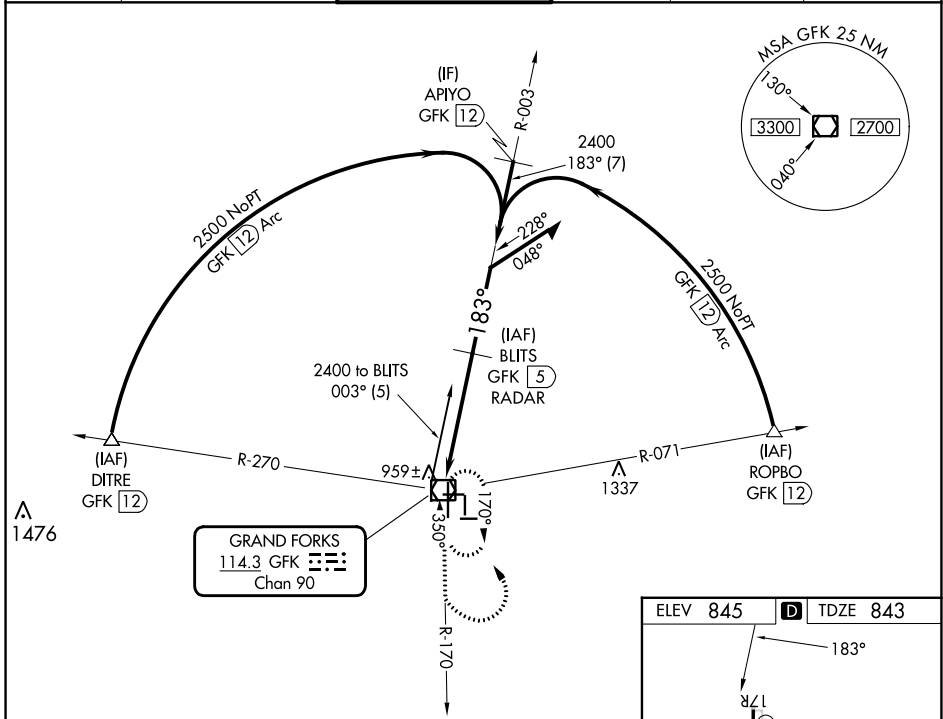 MSA GFK 25 NM
130°
3300
2700
040°
(IF)
APIYO
GFK 12
R-003
2400
183° (7)
2500 NoPT
GFK 12 Arc
228°
048°
2500 NoPT
GFK 12 Arc
183°
(IAF)
BLITS
GFK 5
RADAR
2400 to BLITS
003° (5)
(IAF)
DITRE
GFK 12
R-270
R-071
(IAF)
ROPBO
GFK 12
959±
1337
1476
170°
350°
GRAND FORKS
114.3 GFK
Chan 90
R-170
ELEV 845 D TDZE 843
183°
17R